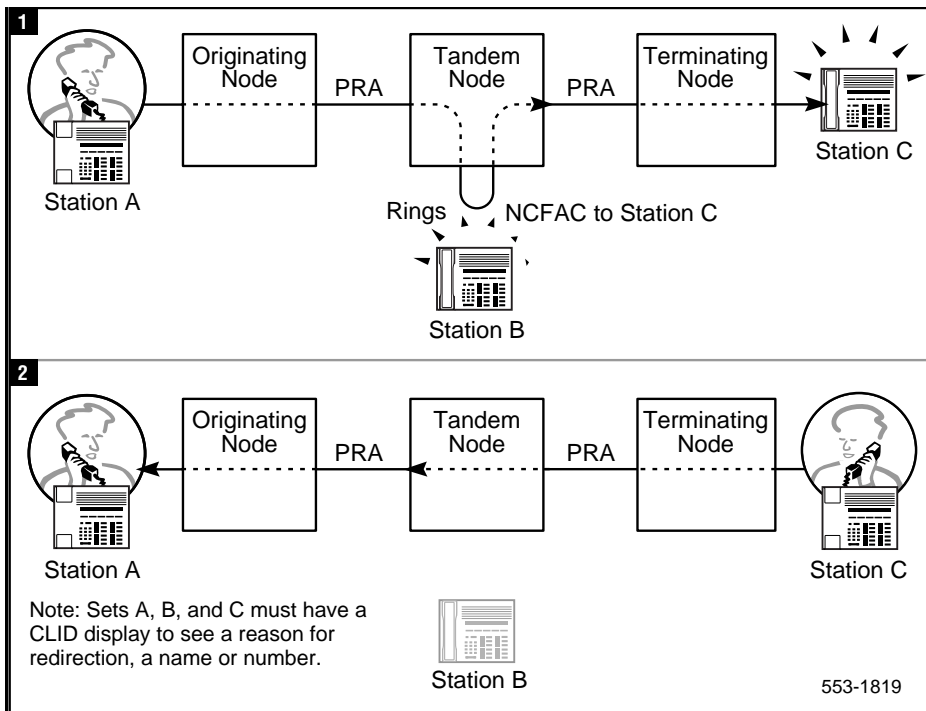 1
Originating
Node
PRA
Tandem
Node
PRA
Terminating
Node
Station A
Station C
Rings
NCFAC to Station C
Station B
2
Originating
Node
PRA
Tandem
Node
PRA
Terminating
Node
Station A
Station C
Note: Sets A, B, and C must have a
CLID display to see a reason for
redirection, a name or number.
Station B
553-1819